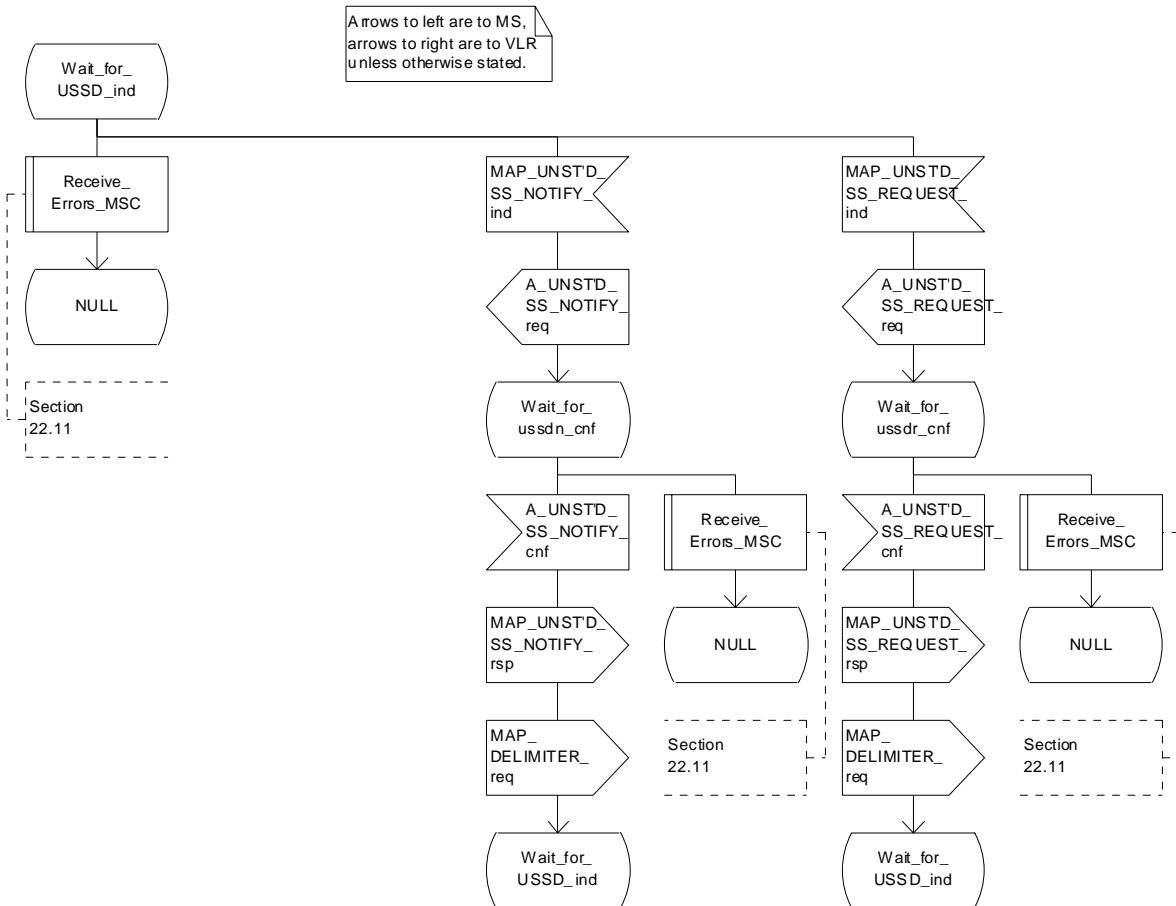 Arrows to left are to MS,
arrows to right are to VLR
unless otherwise stated.
Wait_for_
USSD_ind
Receive_
Errors_MSC
NULL
Section
22.11
MAP_UNST'D_
SS_NOTIFY_
ind
A_UNST'D_
SS_NOTIFY_
req
Wait_for_
ussdn_cnf
A_UNST'D_
SS_NOTIFY_
cnf
MAP_UNST'D_
SS_NOTIFY_
rsp
MAP_
DELIMITER_
req
Wait_for_
USSD_ind
Receive_
Errors_MSC
NULL
Section
22.11
MAP_UNST'D_
SS_REQUEST_
ind
A_UNST'D_
SS_REQUEST_
req
Wait_for_
ussdr_cnf
A_UNST'D_
SS_REQUEST_
cnf
MAP_UNST'D_
SS_REQUEST_
rsp
MAP_
DELIMITER_
req
Wait_for_
USSD_ind
Receive_
Errors_MSC
NULL
Section
22.11